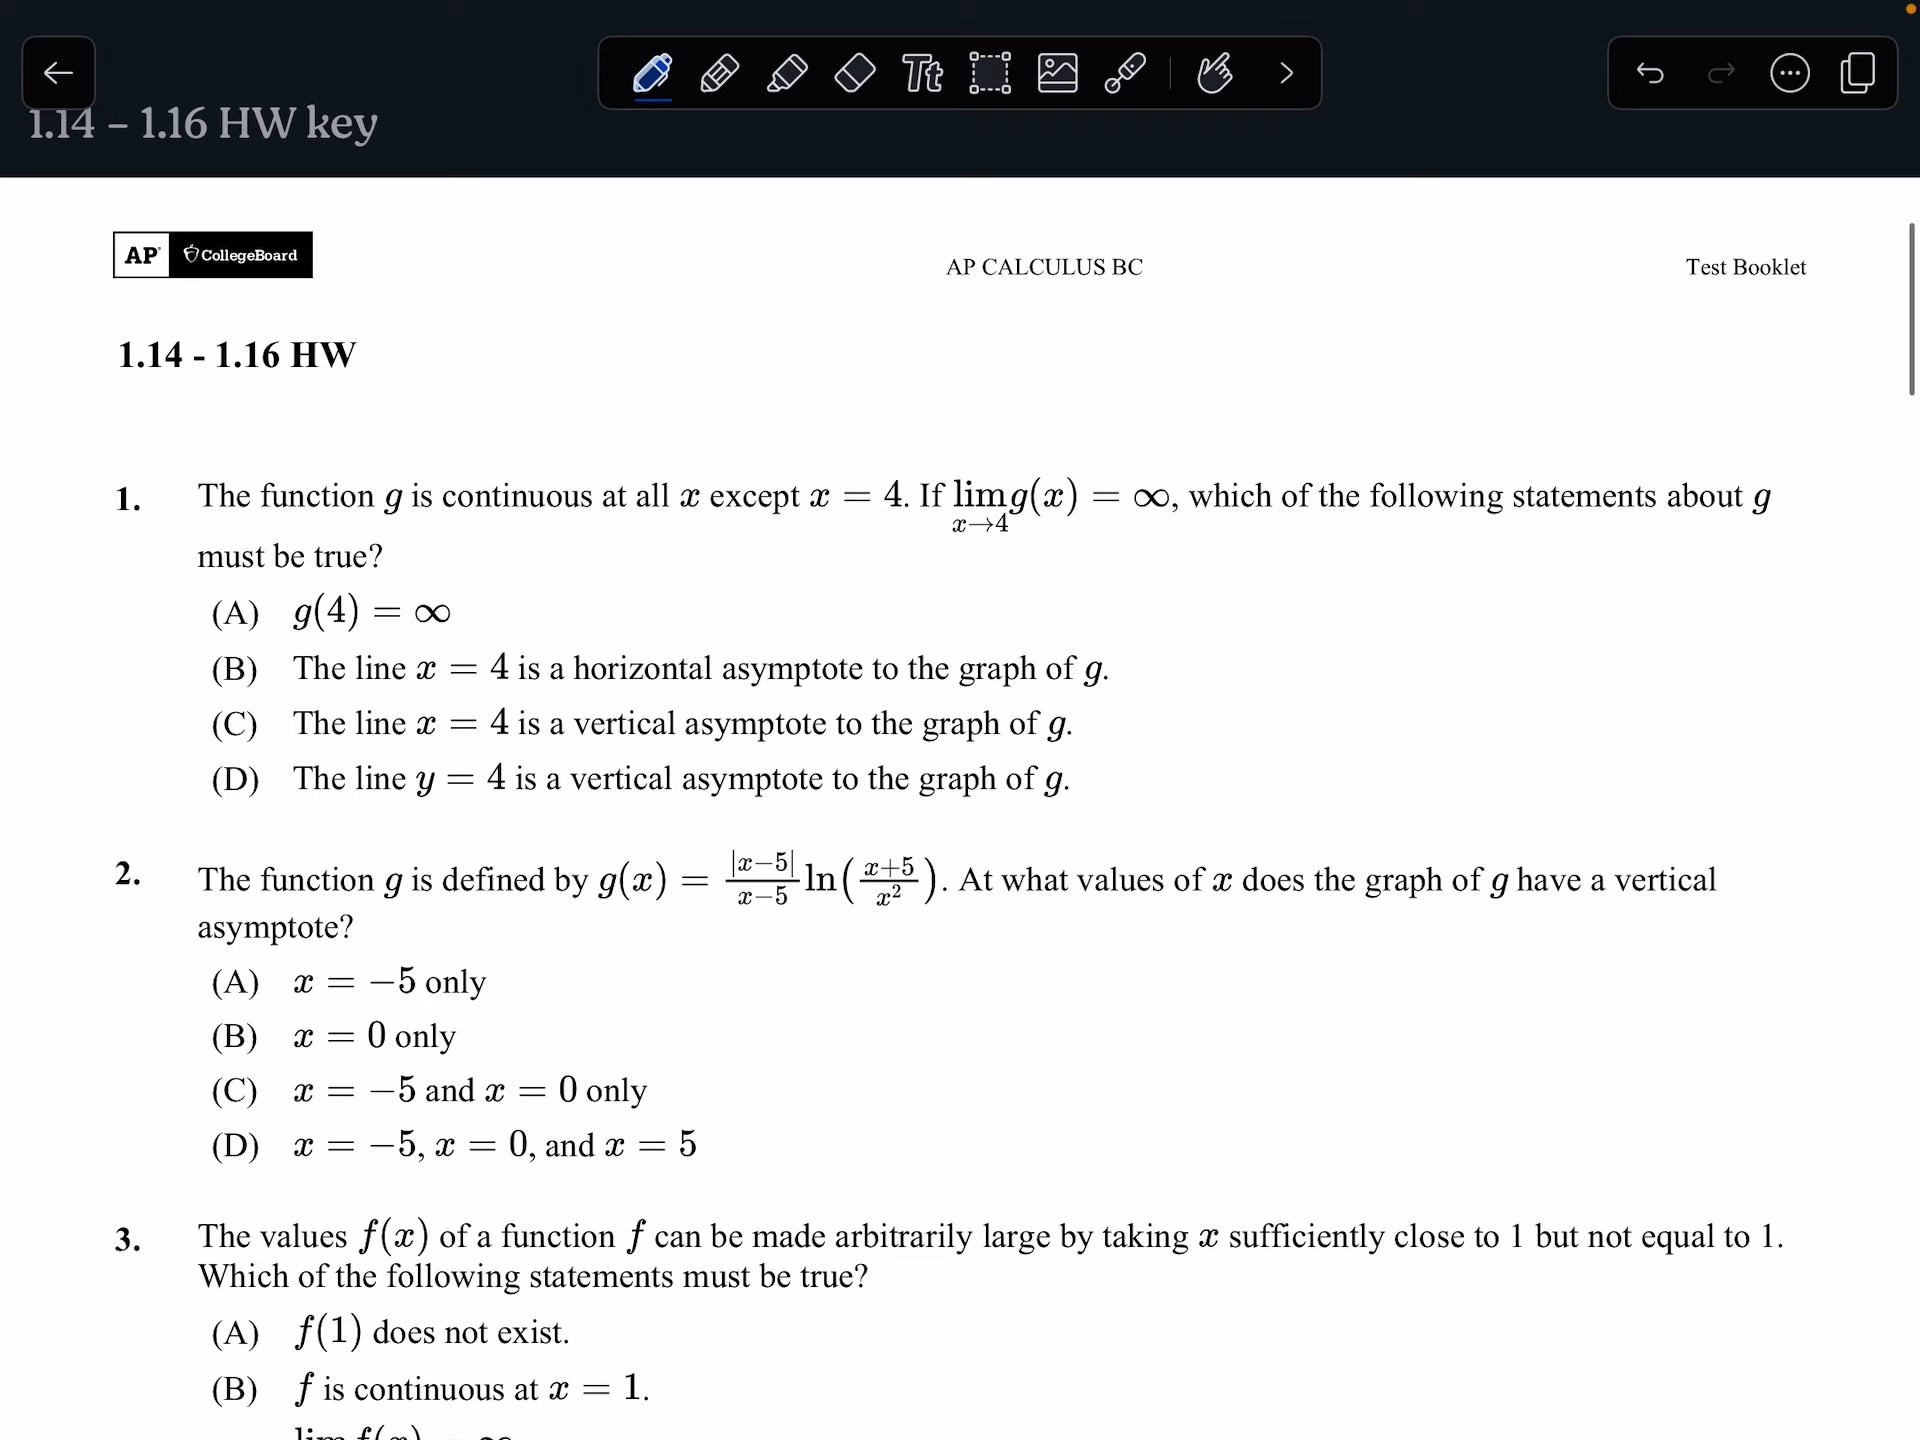 1.14 – 1.16 HW key
Tt
AP CollegeBoard
AP CALCULUS BC
Test Booklet
1.14 - 1.16 HW
1. The function g is continuous at all x except x = 4. If lim x→4 g(x) = ∞, which of the following statements about g
must be true?
(A) g(4) = ∞
(B) The line x = 4 is a horizontal asymptote to the graph of g.
(C) The line x = 4 is a vertical asymptote to the graph of g.
(D) The line y = 4 is a vertical asymptote to the graph of g.
2. The function g is defined by g(x) = |x−5|/(x−5) ln((x+5)/x²). At what values of x does the graph of g have a vertical
asymptote?
(A) x = −5 only
(B) x = 0 only
(C) x = −5 and x = 0 only
(D) x = −5, x = 0, and x = 5
3. The values f(x) of a function f can be made arbitrarily large by taking x sufficiently close to 1 but not equal to 1.
Which of the following statements must be true?
(A) f(1) does not exist.
(B) f is continuous at x = 1.
lim f(x) = ∞